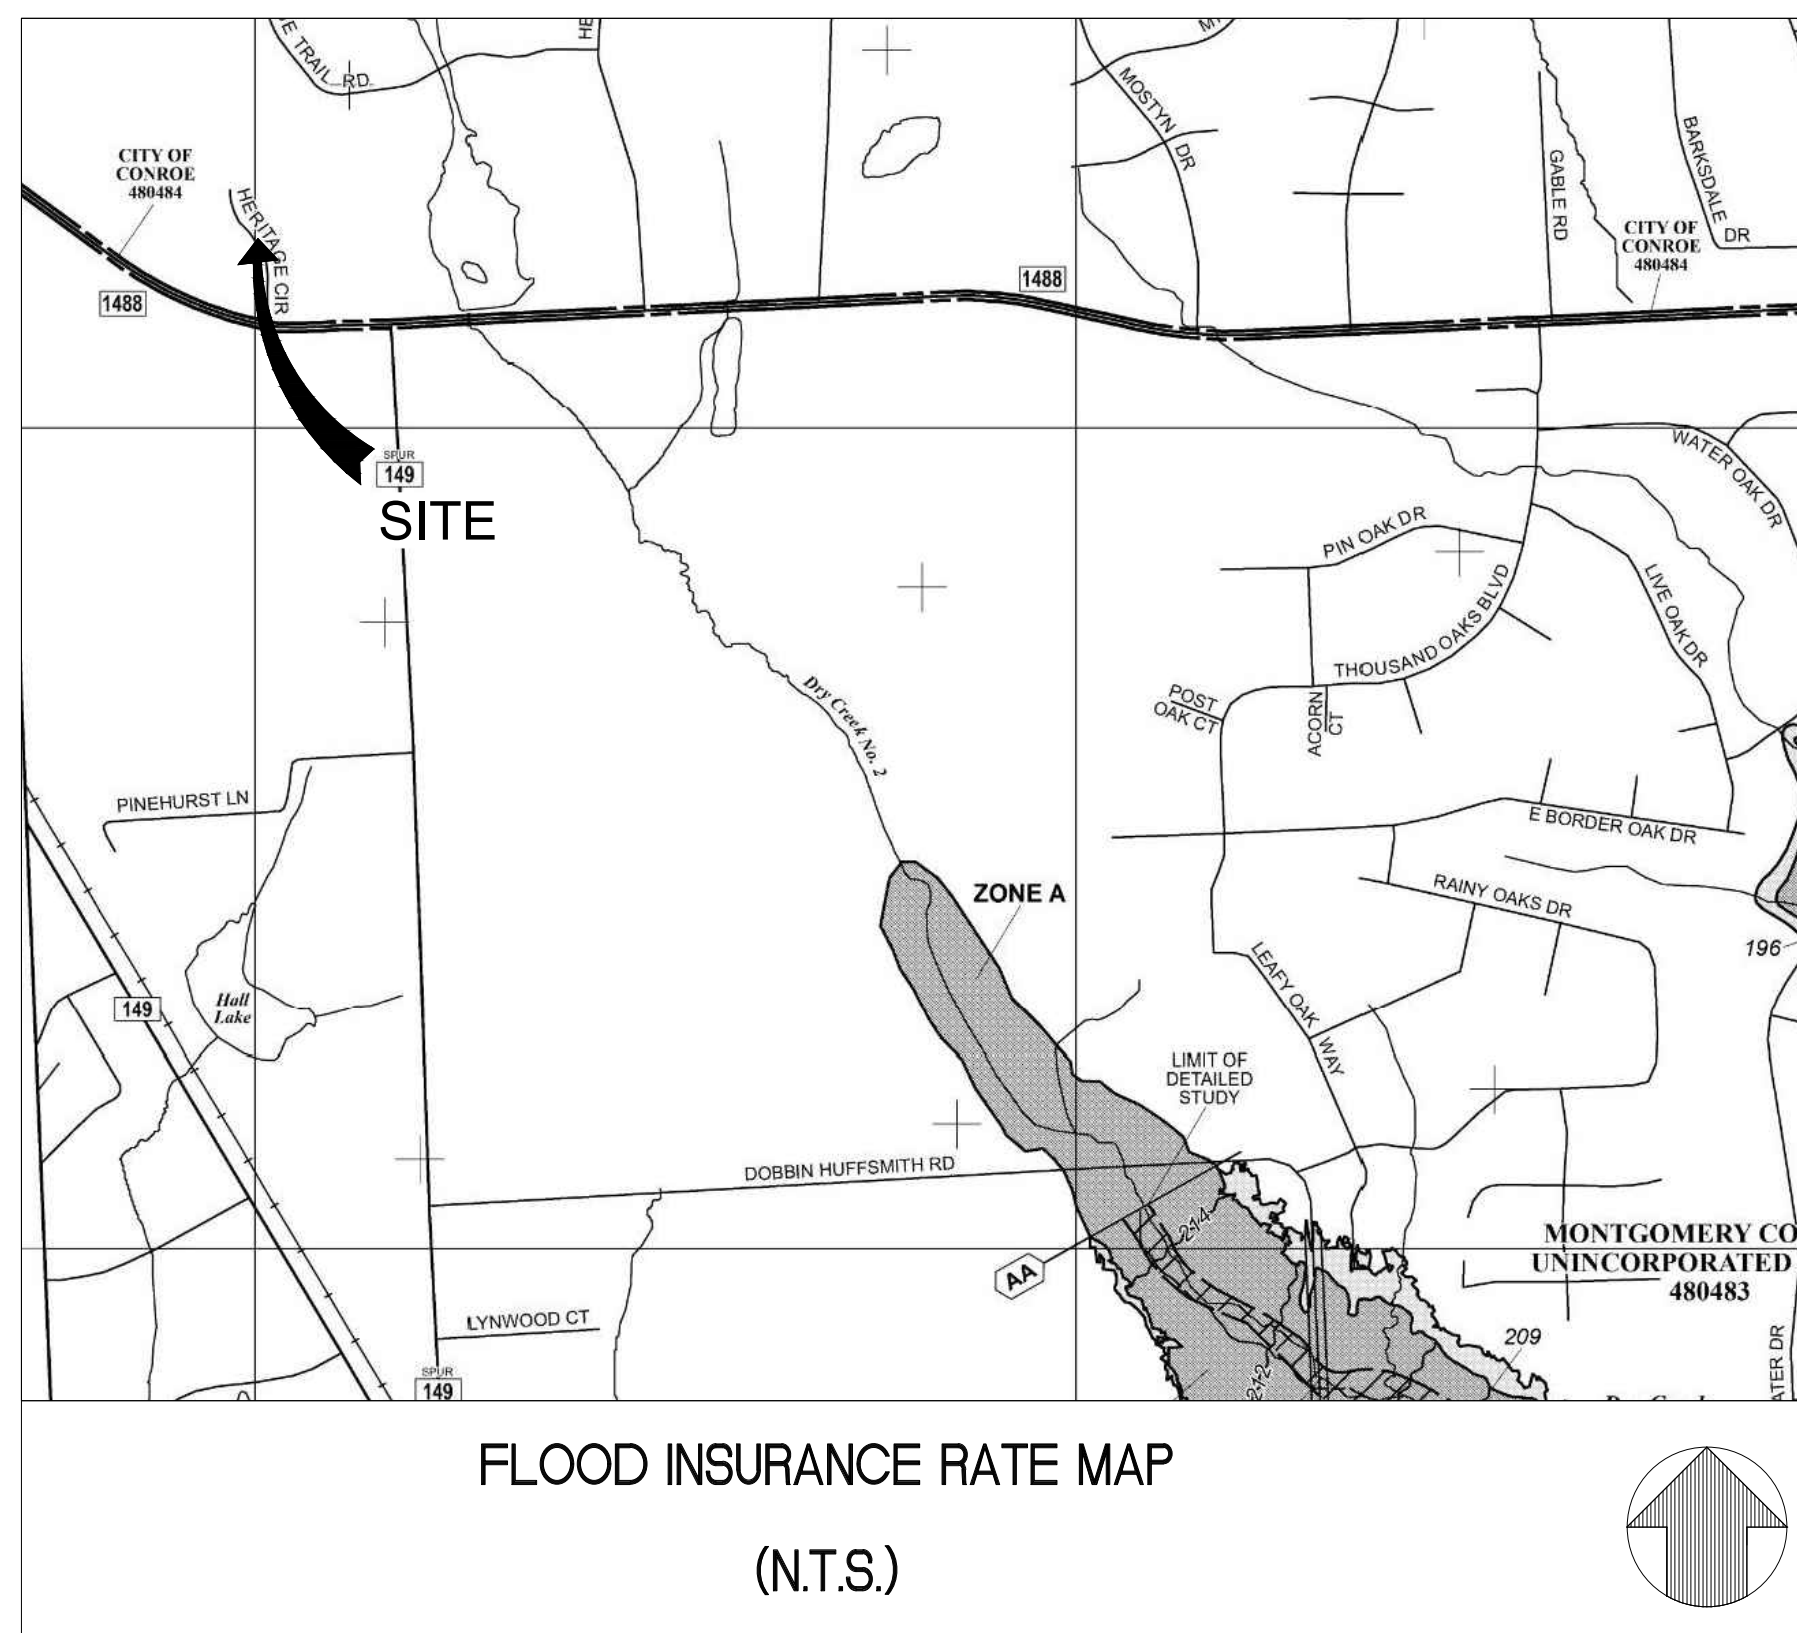 E TRAIL RD
HE
MOSTYN DR
GABLE RD
BARKSDALE DR
CITY OF
CONROE
480484
HERITAGE CIR
1488
1488
CITY OF
CONROE
480484
SPUR
149
SITE
WATER OAK DR
PIN OAK DR
LIVE OAK DR
THOUSAND OAKS BLVD
POST
OAK CT
ACORN
CT
Dry Creek No. 2
PINEHURST LN
E BORDER OAK DR
ZONE A
RAINY OAKS DR
196
LEAFY OAK WAY
149
Hall
Lake
LIMIT OF
DETAILED
STUDY
DOBBIN HUFFSMITH RD
214
AA
MONTGOMERY CO
UNINCORPORATED
480483
LYNWOOD CT
209
SPUR
149
212
ATER DR
FLOOD INSURANCE RATE MAP
(N.T.S.)